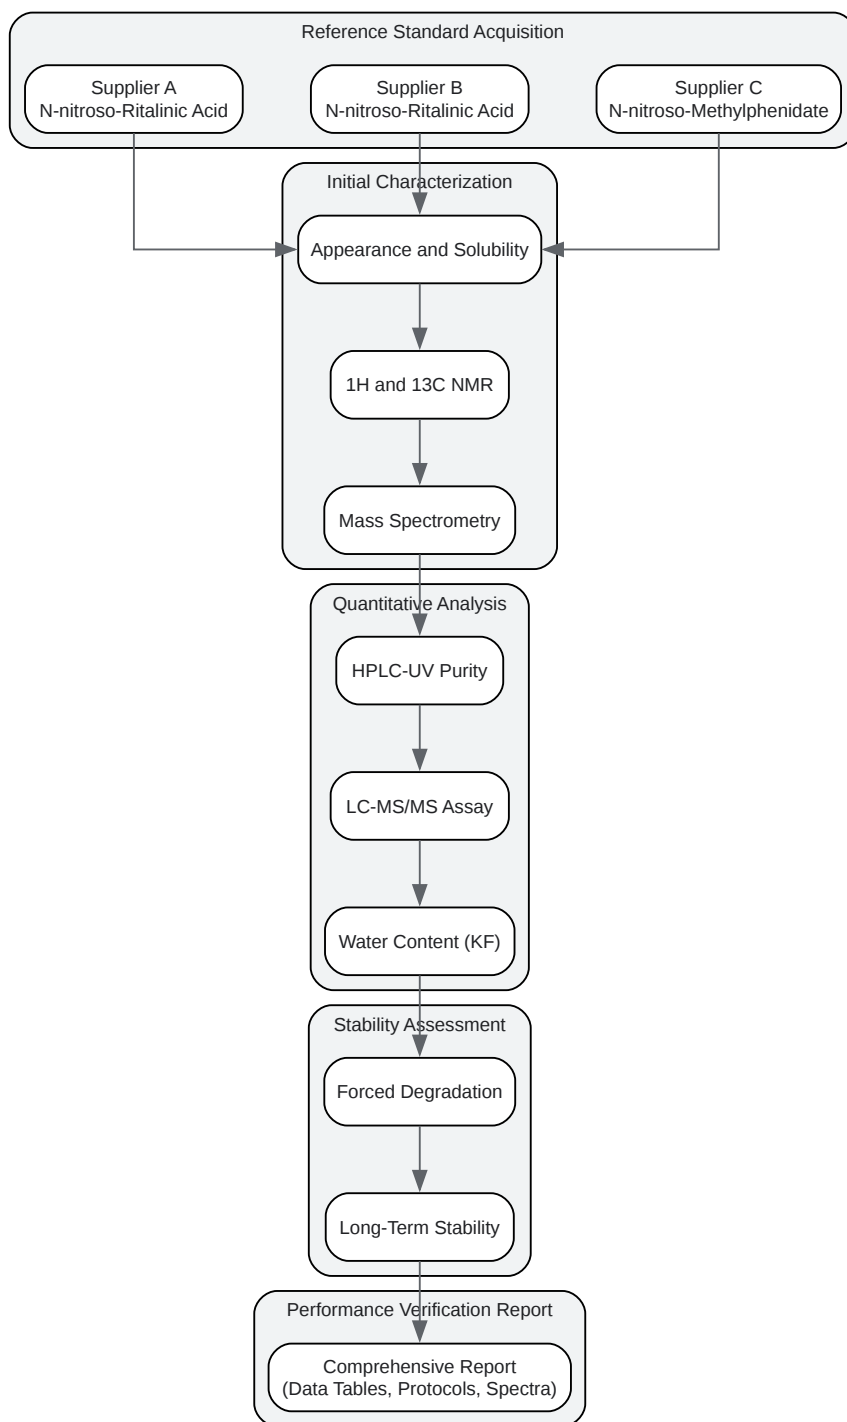 Reference Standard Acquisition
Supplier A
N-nitroso-Ritalinic Acid
Supplier B
N-nitroso-Ritalinic Acid
Supplier C
N-nitroso-Methylphenidate
Initial Characterization
Appearance and Solubility
1H and 13C NMR
Mass Spectrometry
Quantitative Analysis
HPLC-UV Purity
LC-MS/MS Assay
Water Content (KF)
Stability Assessment
Forced Degradation
Long-Term Stability
Performance Verification Report
Comprehensive Report
(Data Tables, Protocols, Spectra)